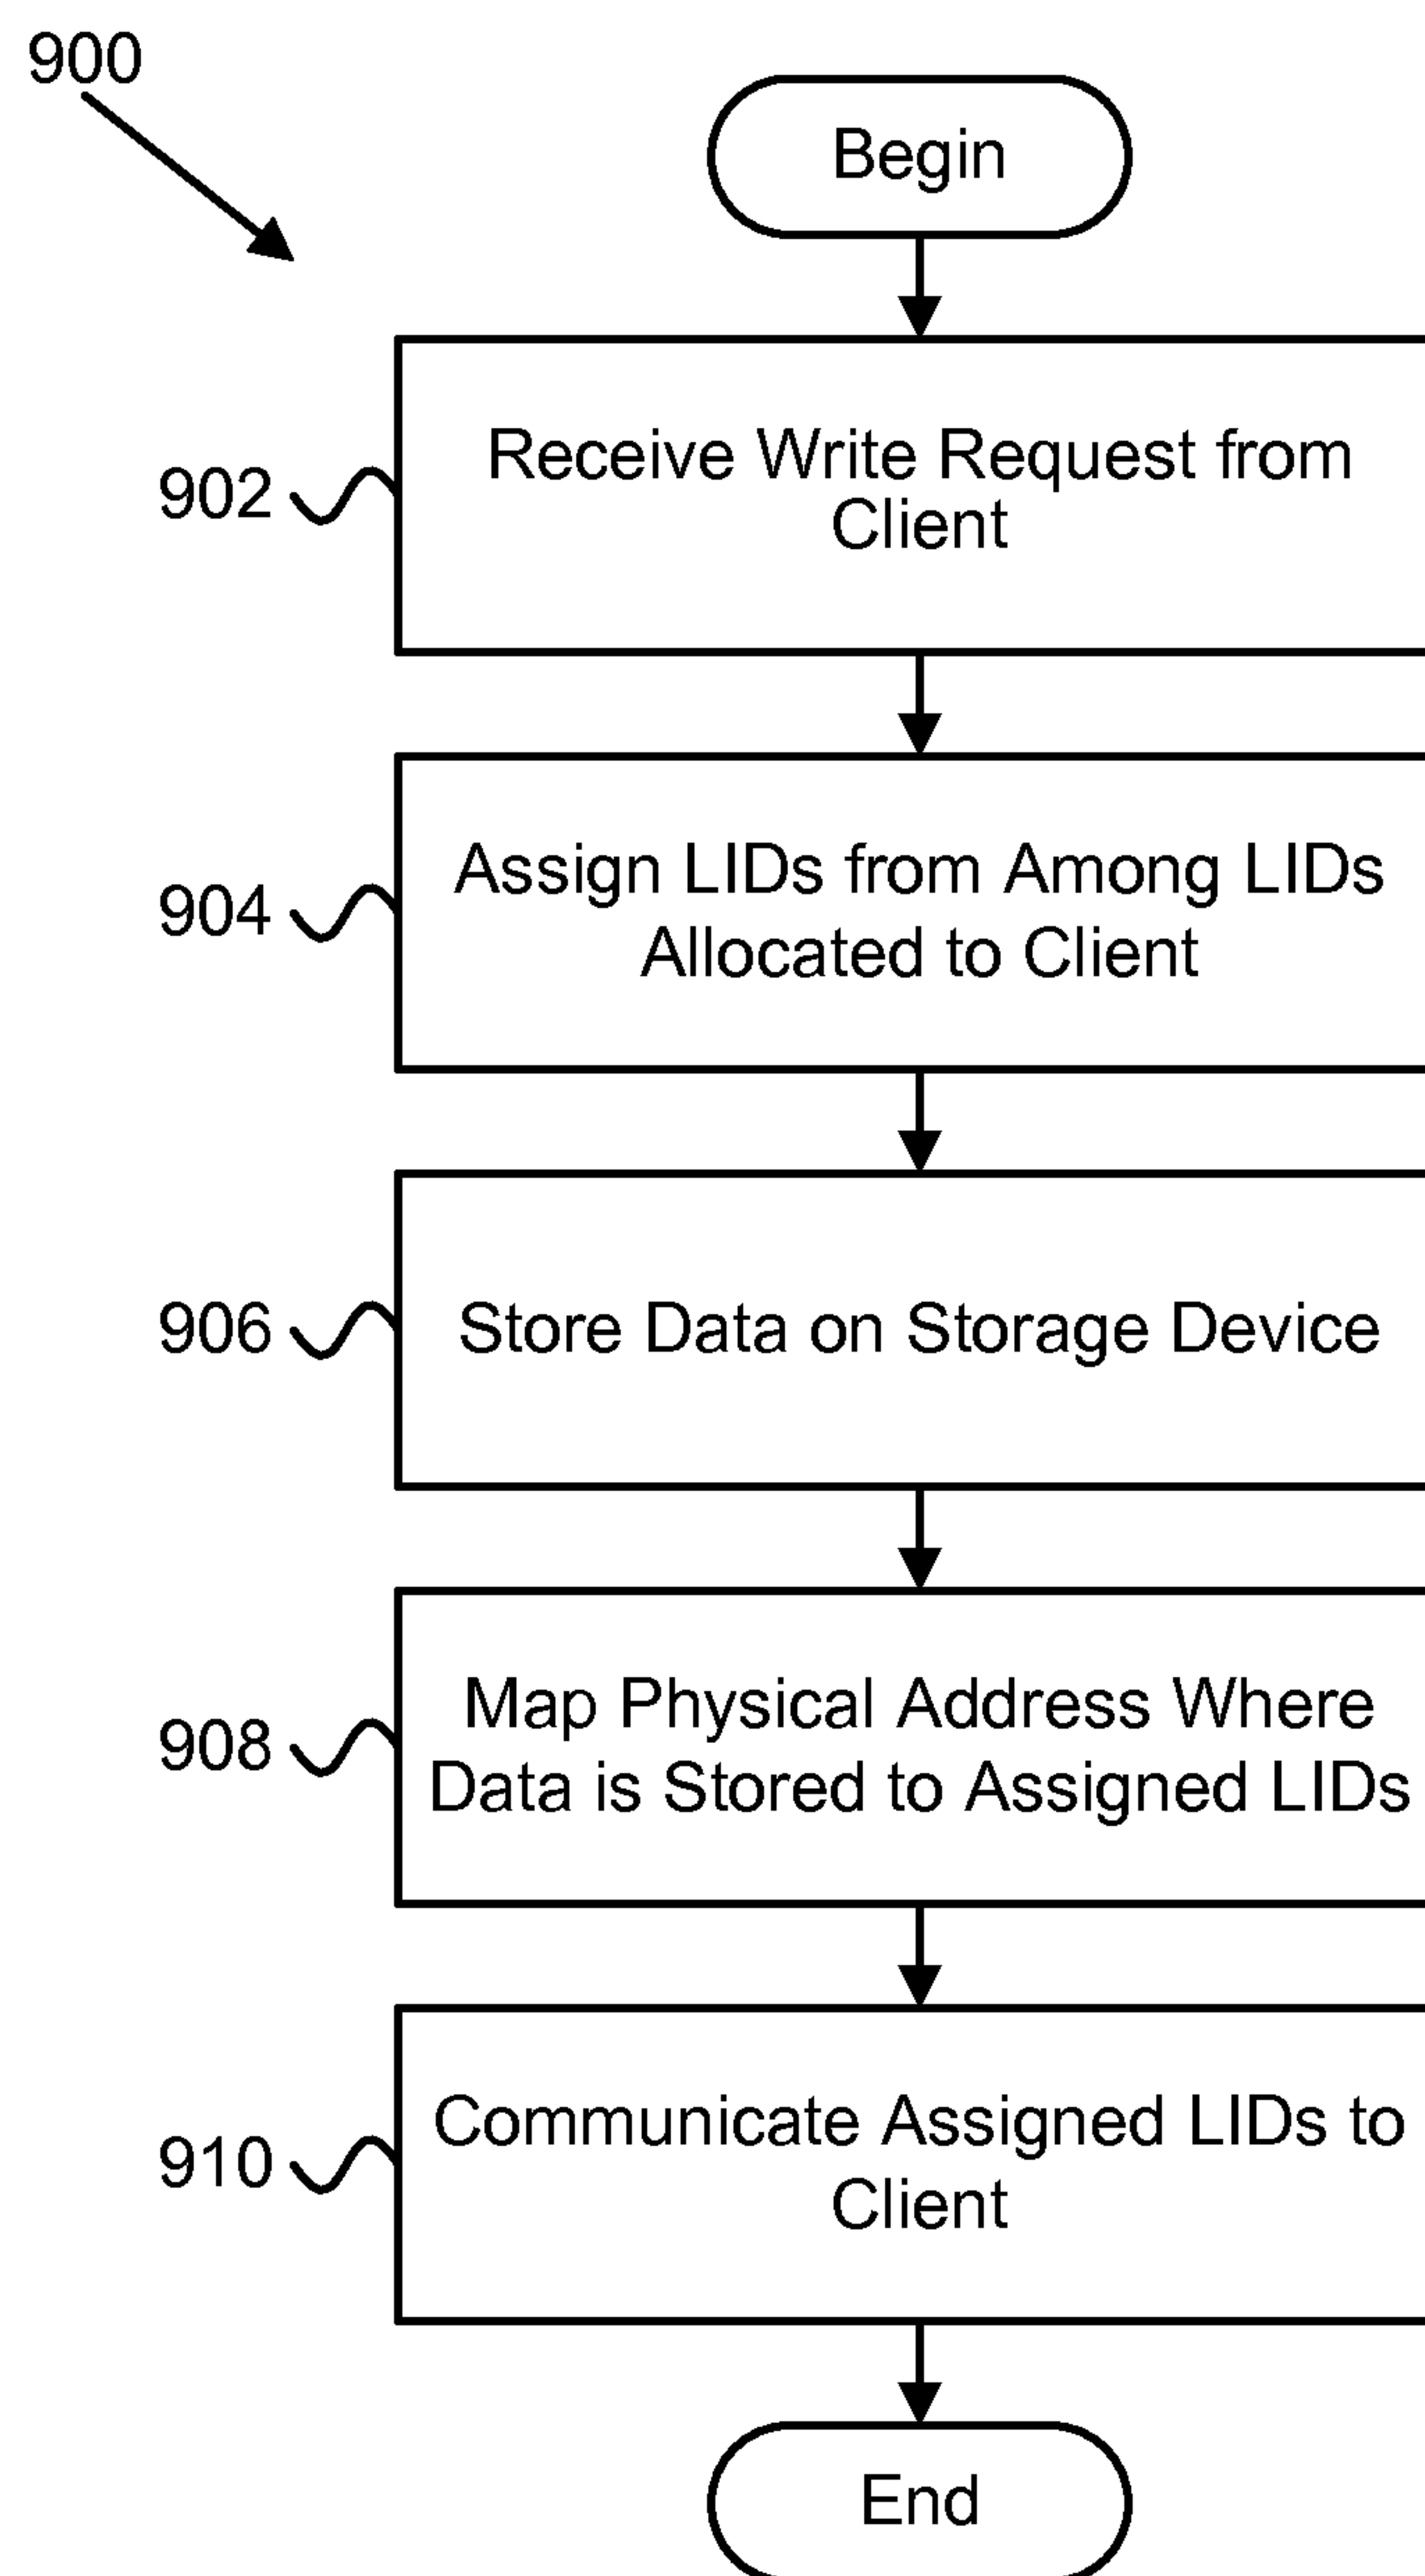 900
Begin
902
Receive Write Request from
Client
904
Assign LIDs from Among LIDs
Allocated to Client
906
Store Data on Storage Device
908
Map Physical Address Where
Data is Stored to Assigned LIDs
910
Communicate Assigned LIDs to
Client
End